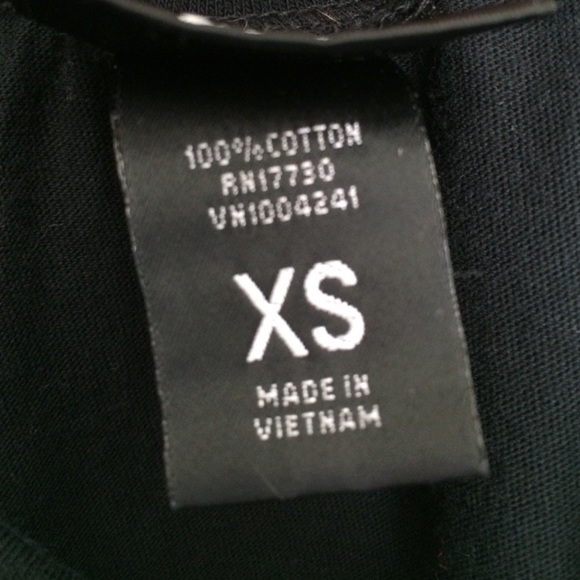 100% COTTON
RN17730
VN1004241
XS
MADE IN
VIETNAM